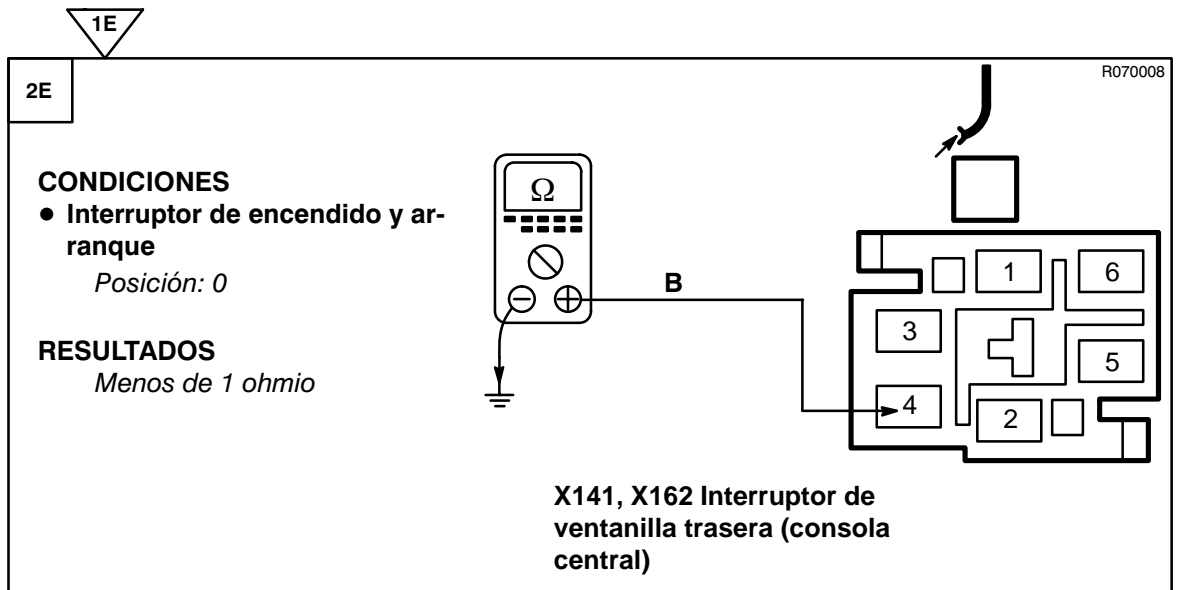 1E
2E
R070008
CONDICIONES
● Interruptor de encendido y ar-
ranque
Posición: 0
RESULTADOS
Menos de 1 ohmio
Ω
B
1
6
3
5
4
2
X141, X162 Interruptor de
ventanilla trasera (consola
central)